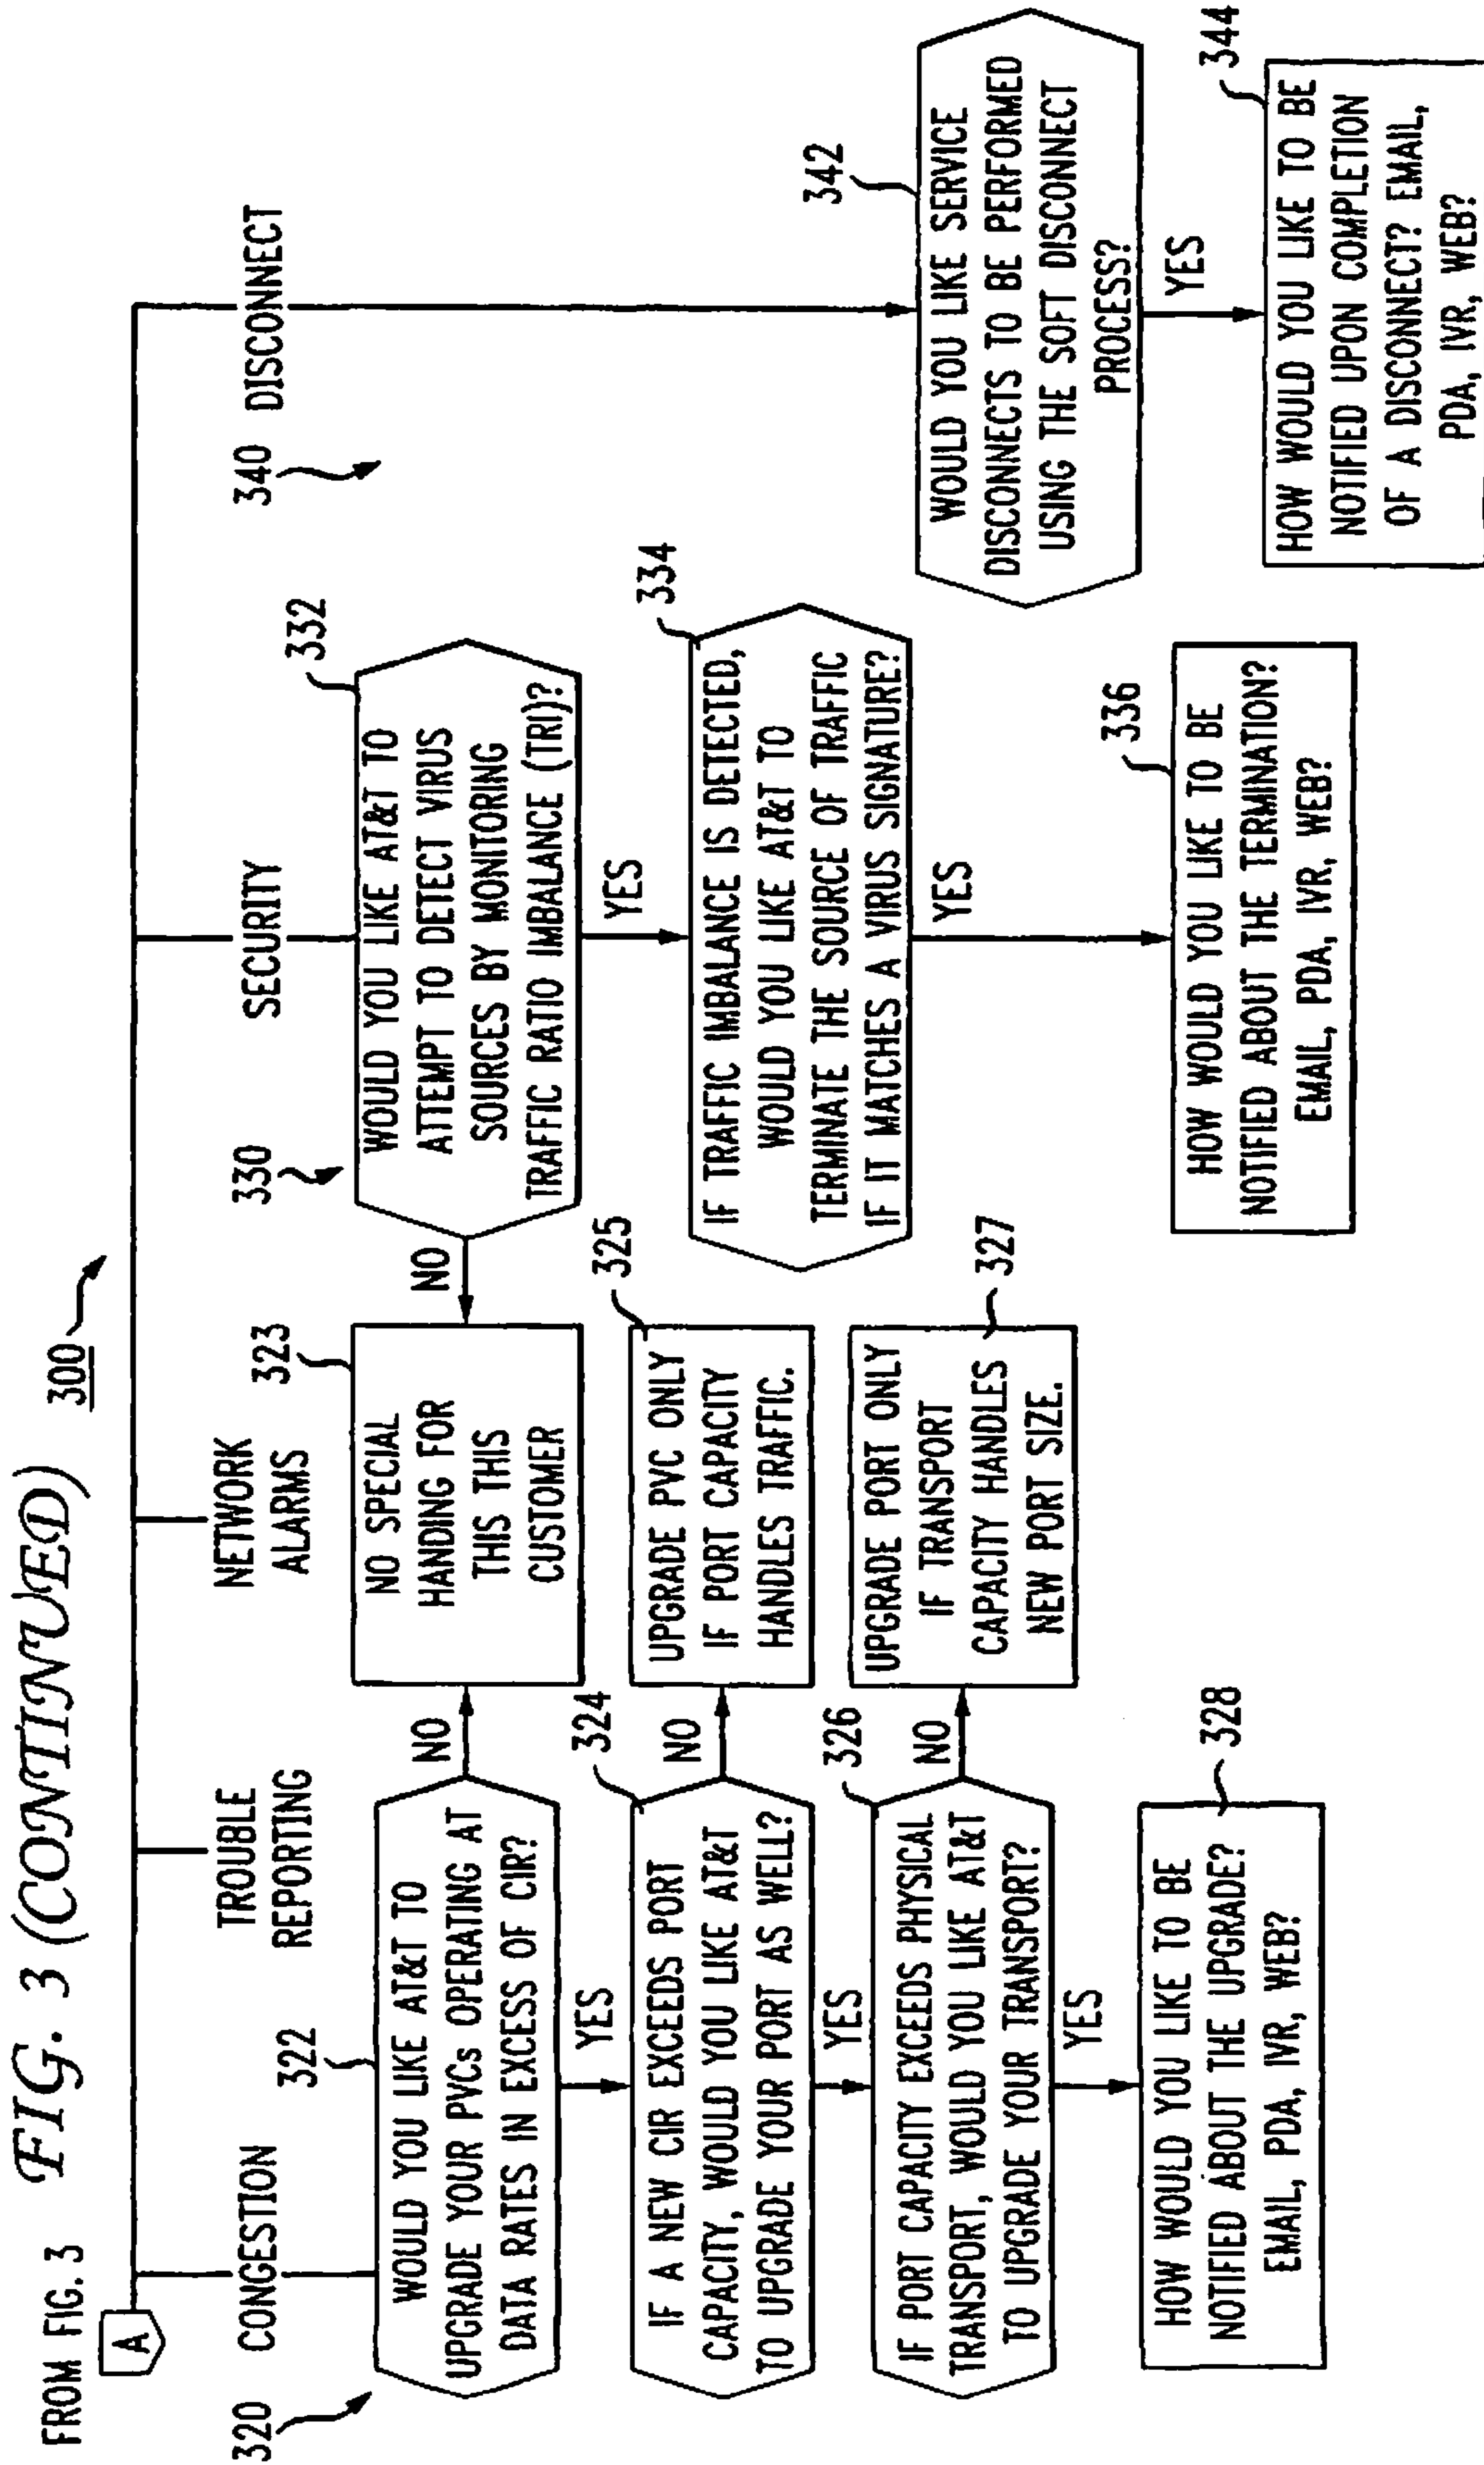 FIG. 3 (CONTINUED)
FROM FIG. 3
A
300
320
CONGESTION
322
WOULD YOU LIKE AT&T TO
UPGRADE YOUR PVCs OPERATING AT
DATA RATES IN EXCESS OF CIR?
NO
YES
324
IF A NEW CIR EXCEEDS PORT
CAPACITY, WOULD YOU LIKE AT&T
TO UPGRADE YOUR PORT AS WELL?
NO
YES
326
IF PORT CAPACITY EXCEEDS PHYSICAL
TRANSPORT, WOULD YOU LIKE AT&T
TO UPGRADE YOUR TRANSPORT?
NO
YES
328
HOW WOULD YOU LIKE TO BE
NOTIFIED ABOUT THE UPGRADE?
EMAIL, PDA, IVR, WEB?
TROUBLE
REPORTING
NETWORK
ALARMS
323
NO SPECIAL
HANDING FOR
THIS THIS
CUSTOMER
325
UPGRADE PVC ONLY
IF PORT CAPACITY
HANDLES TRAFFIC.
327
UPGRADE PORT ONLY
IF TRANSPORT
CAPACITY HANDLES
NEW PORT SIZE.
330
SECURITY
332
WOULD YOU LIKE AT&T TO
ATTEMPT TO DETECT VIRUS
SOURCES BY MONITORING
TRAFFIC RATIO IMBALANCE (TRI)?
NO
YES
334
IF TRAFFIC IMBALANCE IS DETECTED,
WOULD YOU LIKE AT&T TO
TERMINATE THE SOURCE OF TRAFFIC
IF IT MATCHES A VIRUS SIGNATURE?
YES
336
HOW WOULD YOU LIKE TO BE
NOTIFIED ABOUT THE TERMINATION?
EMAIL, PDA, IVR, WEB?
340
DISCONNECT
342
WOULD YOU LIKE SERVICE
DISCONNECTS TO BE PERFORMED
USING THE SOFT DISCONNECT
PROCESS?
YES
344
HOW WOULD YOU LIKE TO BE
NOTIFIED UPON COMPLETION
OF A DISCONNECT? EMAIL,
PDA, IVR, WEB?